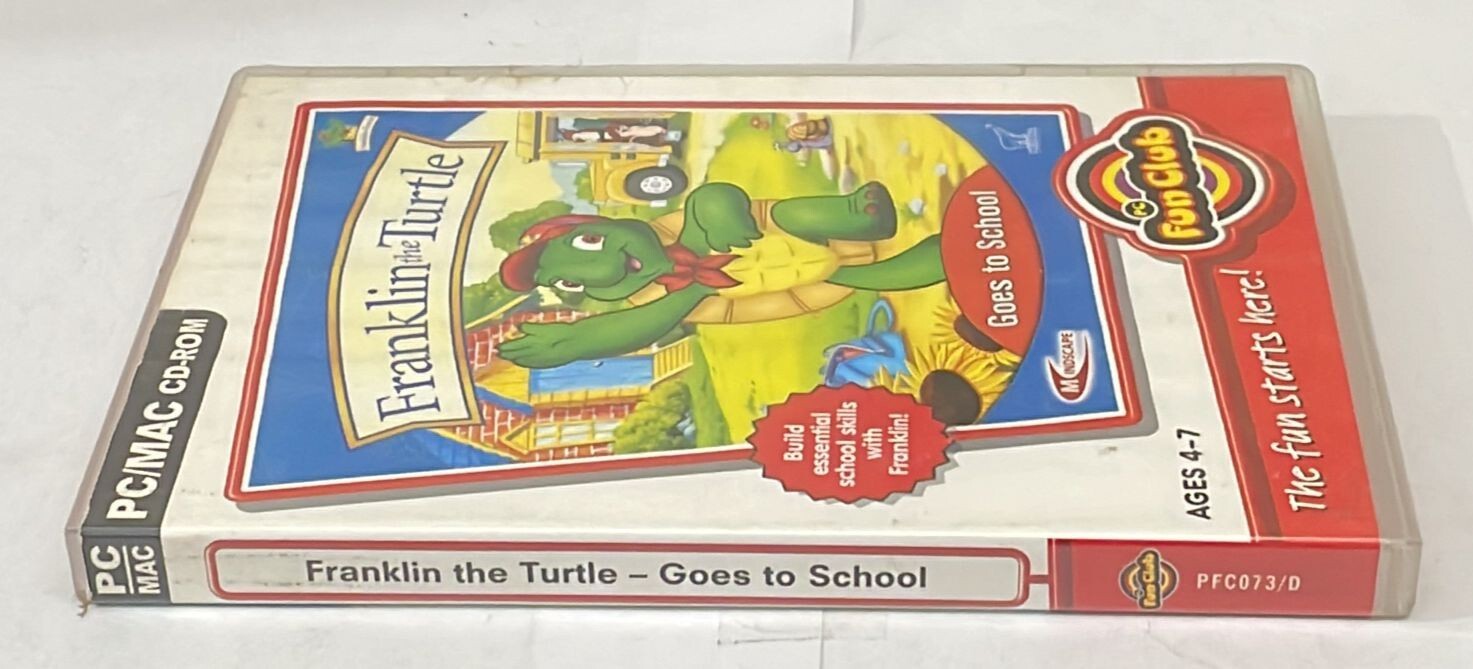 PC/MAC CD-ROM
Franklin
the Turtle
Goes to School
MINDSCAPE
Build
essential
school skills
with
Franklin!
AGES 4-7
PC
Fun Club
The fun starts here!
PC
MAC
Franklin the Turtle – Goes to School
Fun Club
PFC073/D